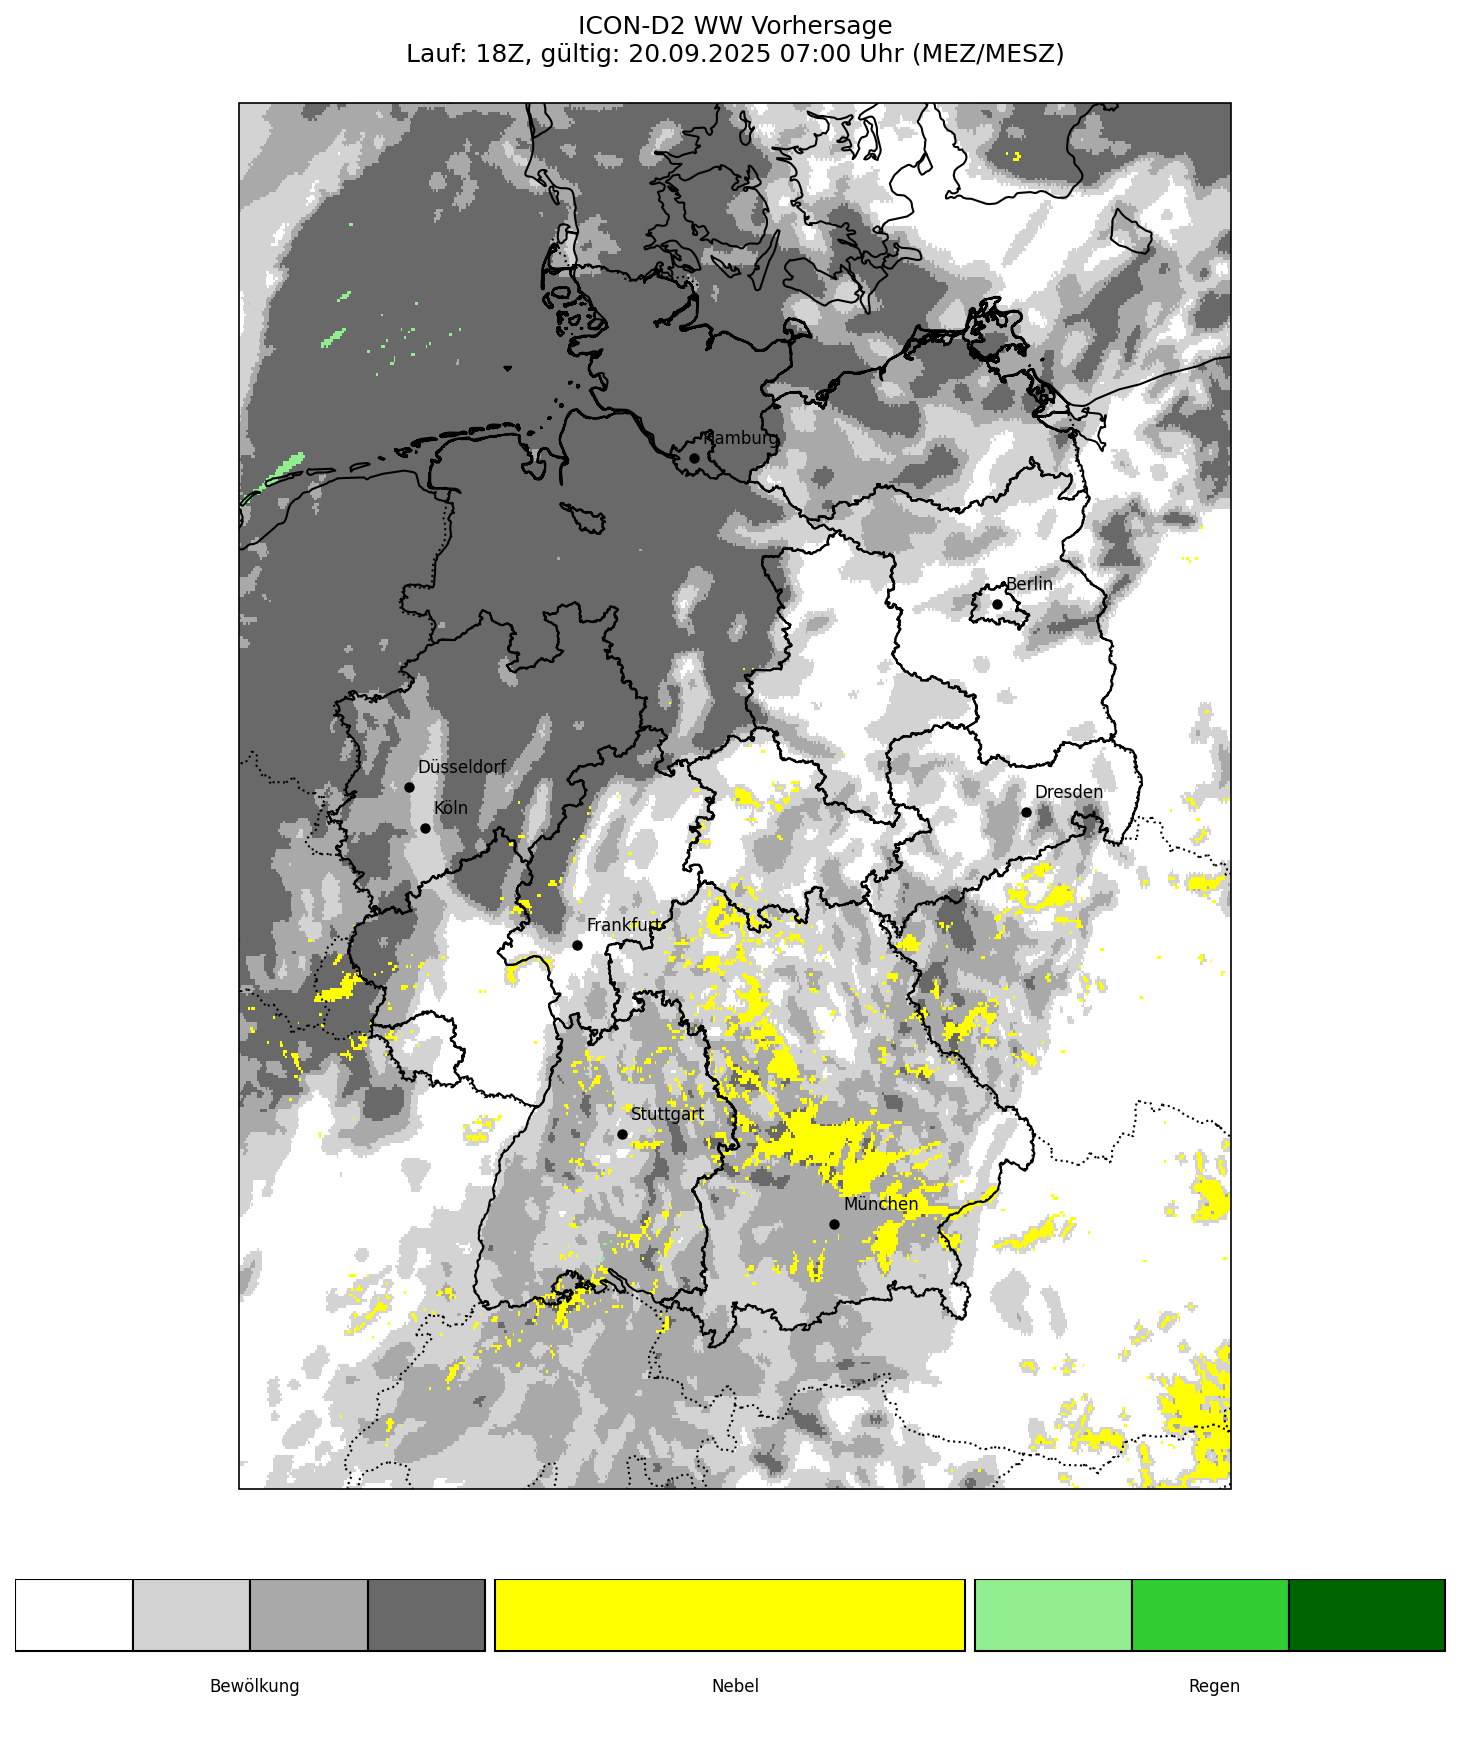 ICON-D2 WW Vorhersage
Lauf: 18Z, gültig: 20.09.2025 07:00 Uhr (MEZ/MESZ)
Hamburg
Berlin
Düsseldorf
Dresden
Köln
Frankfurt
Stuttgart
München
Bewölkung
Nebel
Regen